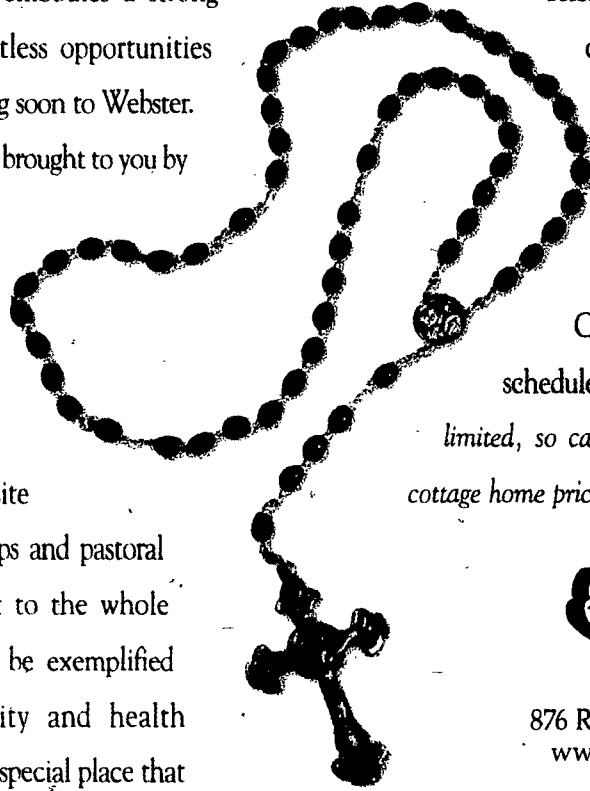 a strong
tless opportunities
g soon to Webster.
brought to you by
schedule
limited, so ca
cottage home pric
ite
ps and pastoral
t to the whole
be exemplified
ity and health
special place that
876 R
ww